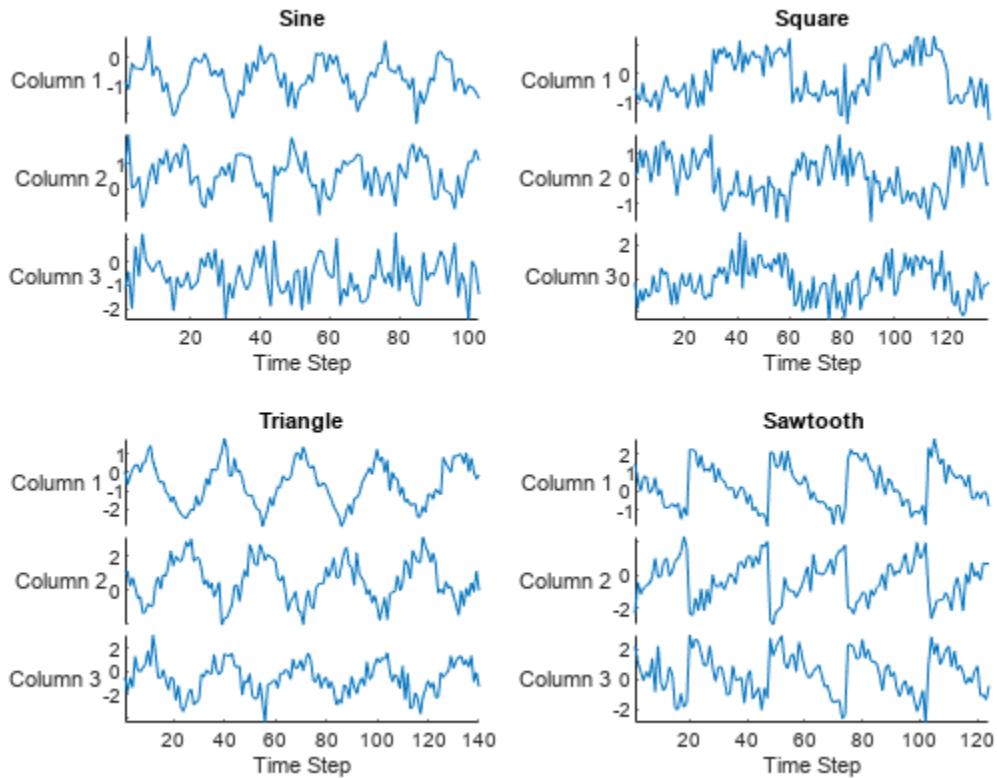 Sine
Column 1
0
-1
Column 2
1
0
Column 3
0
-1
-2
20 40 60 80 100
Time Step
Square
Column 1
0
-1
Column 2
1
0
-1
Column 3
2
0
20 40 60 80 100 120
Time Step
Triangle
Column 1
1
0
-1
-2
Column 2
2
0
Column 3
2
0
-2
20 40 60 80 100 120 140
Time Step
Sawtooth
Column 1
2
1
0
-1
Column 2
0
-2
Column 3
2
0
-2
20 40 60 80 100 120
Time Step